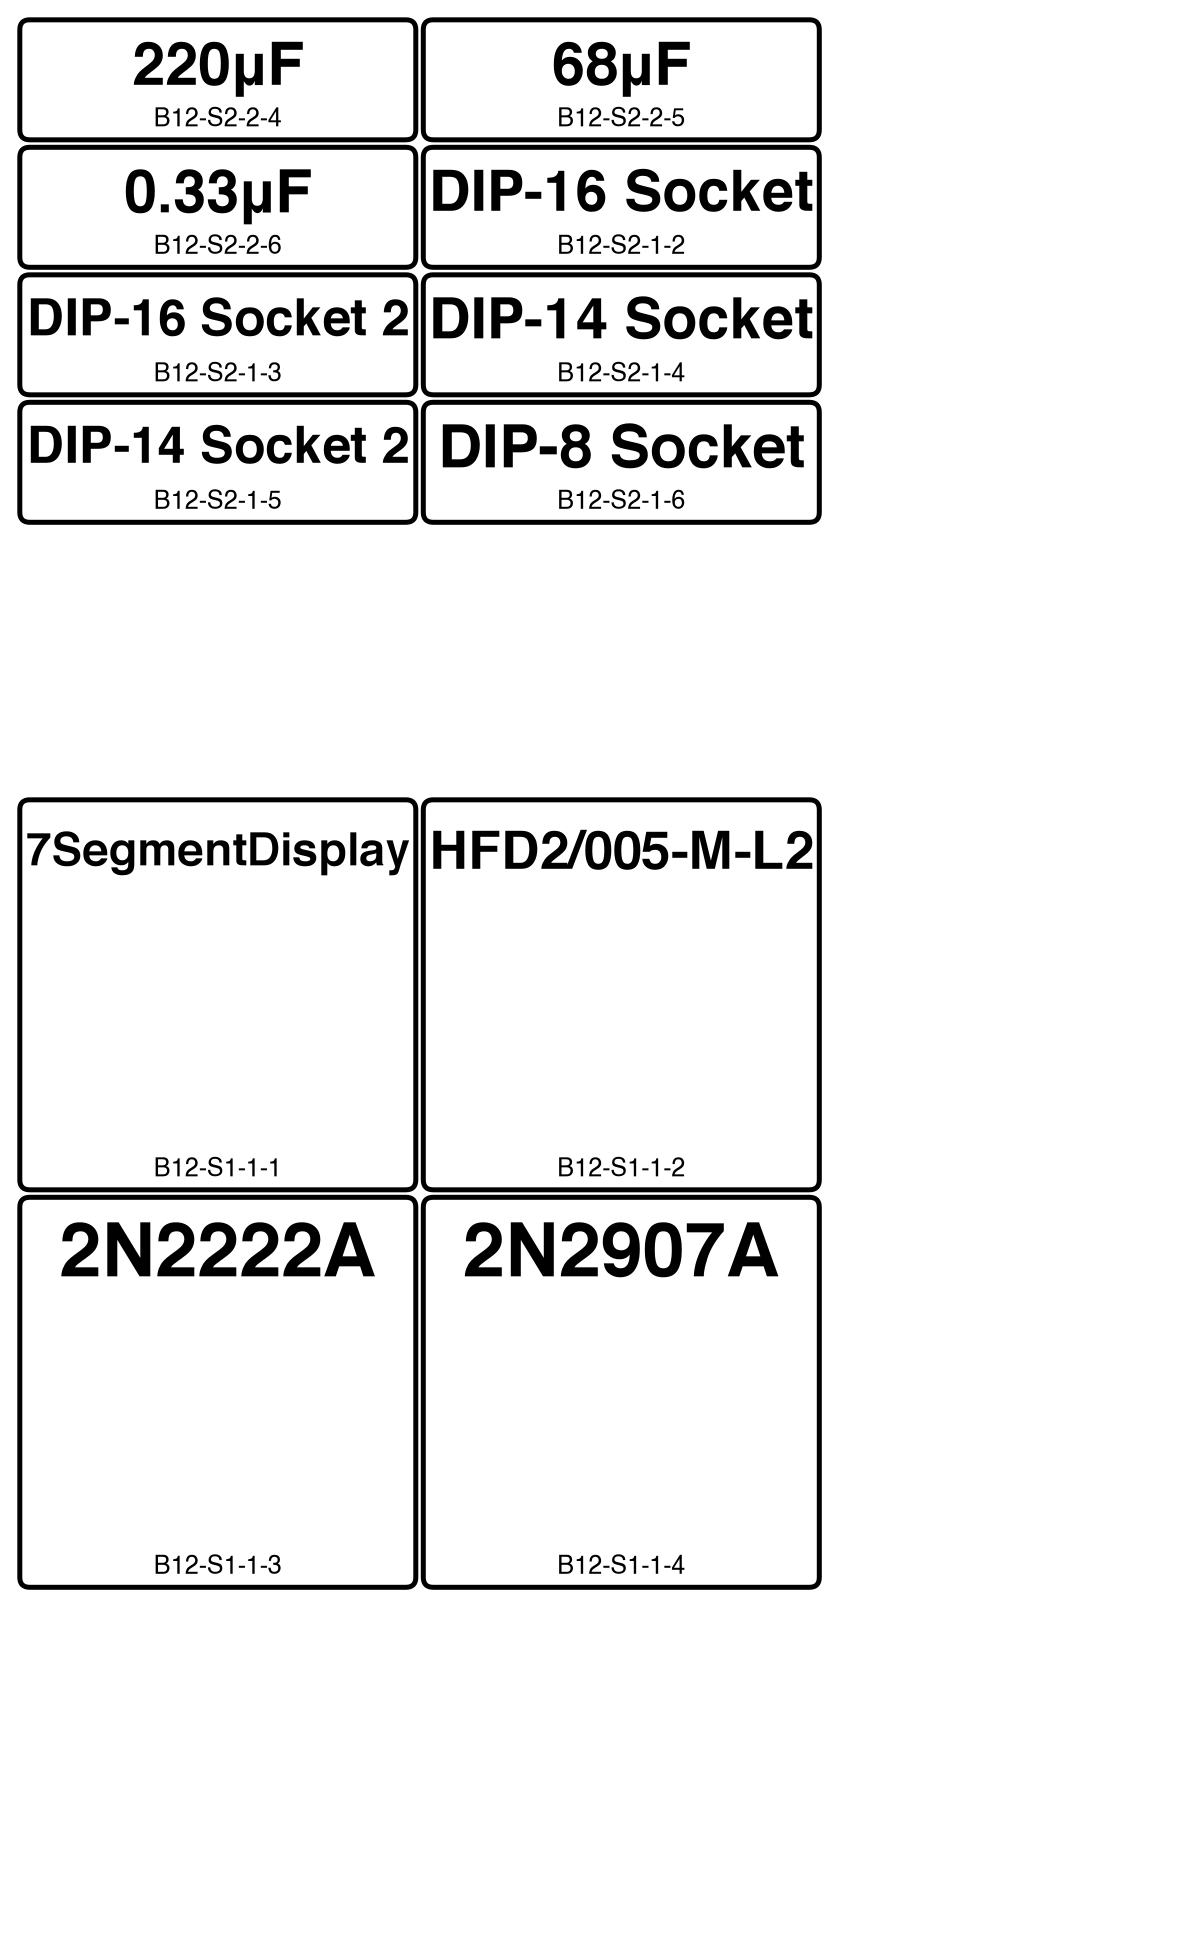 220µF
B12-S2-2-4
68µF
B12-S2-2-5
0.33µF
B12-S2-2-6
DIP-16 Socket
B12-S2-1-2
DIP-16 Socket 2
B12-S2-1-3
DIP-14 Socket
B12-S2-1-4
DIP-14 Socket 2
B12-S2-1-5
DIP-8 Socket
B12-S2-1-6
7SegmentDisplay
B12-S1-1-1
HFD2/005-M-L2
B12-S1-1-2
2N2222A
B12-S1-1-3
2N2907A
B12-S1-1-4